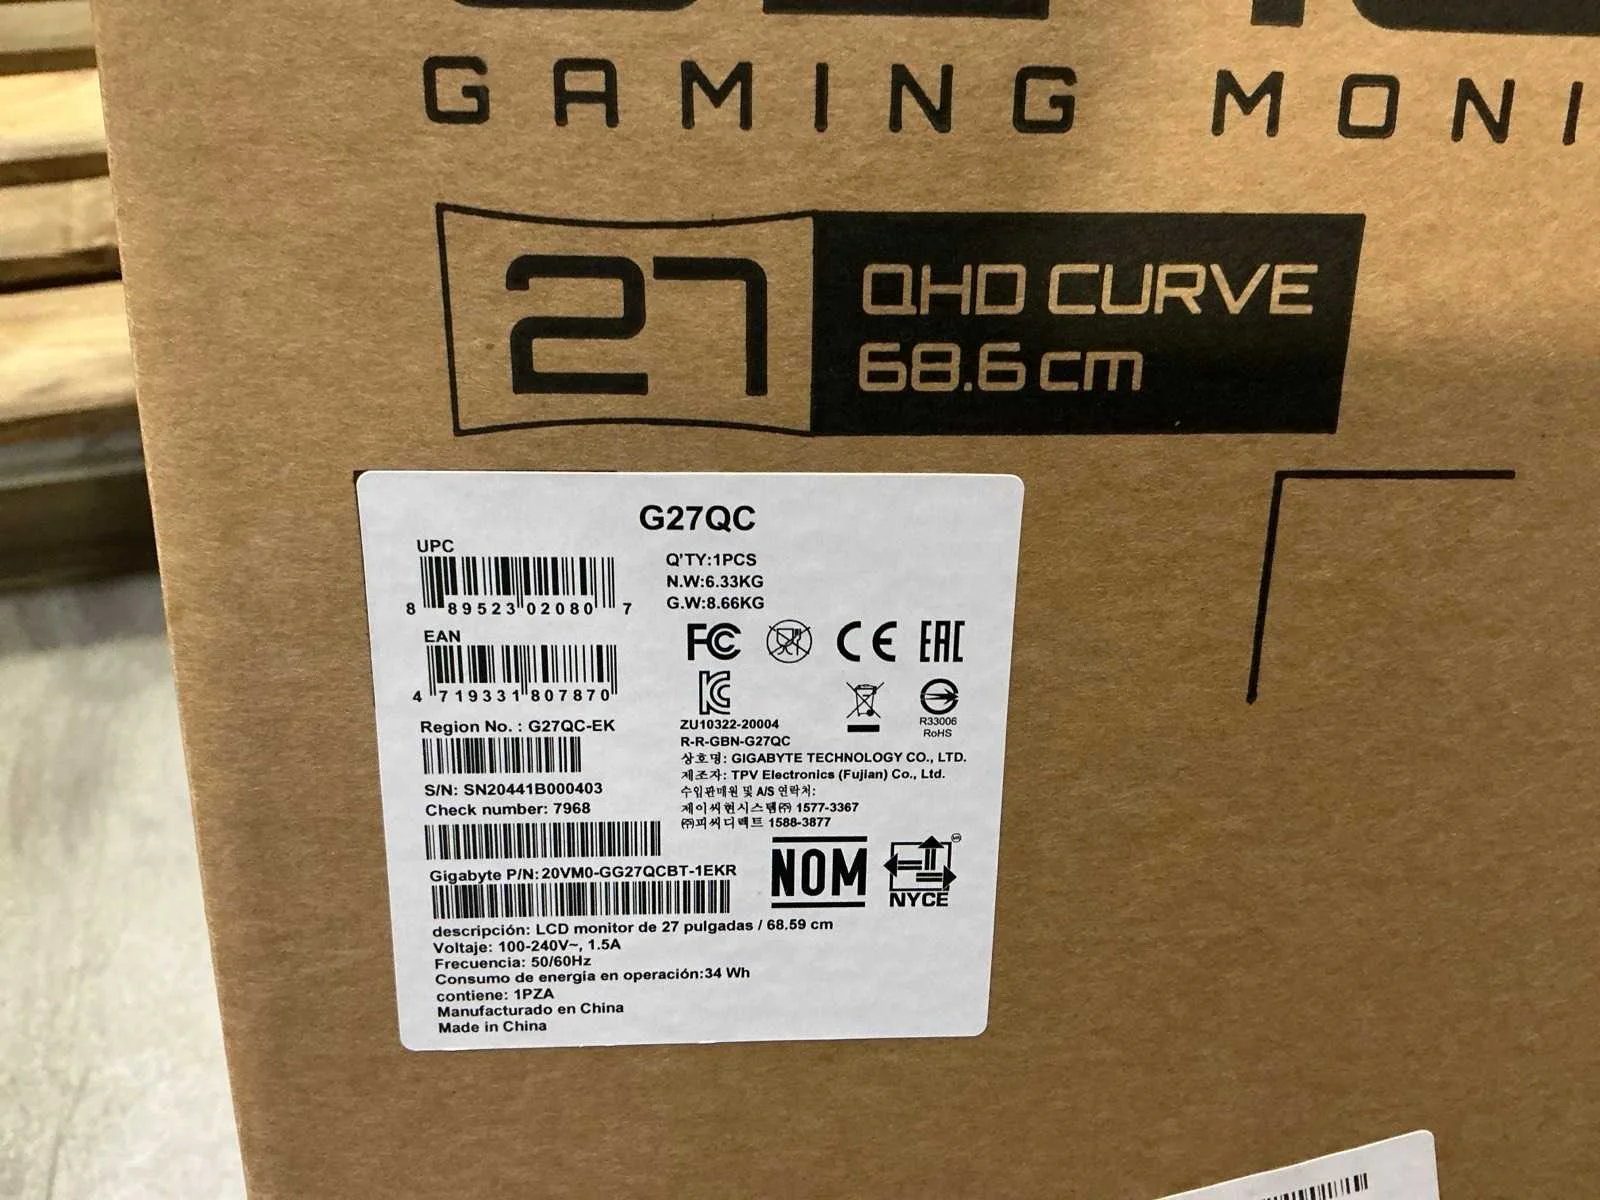 GAMING MONI
27
QHD CURVE
68.6 cm
G27QC
UPC
8 89523 02080 7
Q'TY:1PCS
N.W:6.33KG
G.W:8.66KG
EAN
4 719331 807870
FC
CE
EAC
KC
ZU10322-20004
R-R-GBN-G27QC
R33006
RoHS
상호명: GIGABYTE TECHNOLOGY CO., LTD.
제조자: TPV Electronics (Fujian) Co., Ltd.
수입판매원 및 A/S 연락처:
제이씨현시스템㈜ 1577-3367
㈜피씨디렉트 1588-3877
Region No. : G27QC-EK
S/N: SN20441B000403
Check number: 7968
Gigabyte P/N: 20VM0-GG27QCBT-1EKR
NOM
NYCE
descripción: LCD monitor de 27 pulgadas / 68.59 cm
Voltaje: 100-240V~, 1.5A
Frecuencia: 50/60Hz
Consumo de energía en operación:34 Wh
contiene: 1PZA
Manufacturado en China
Made in China